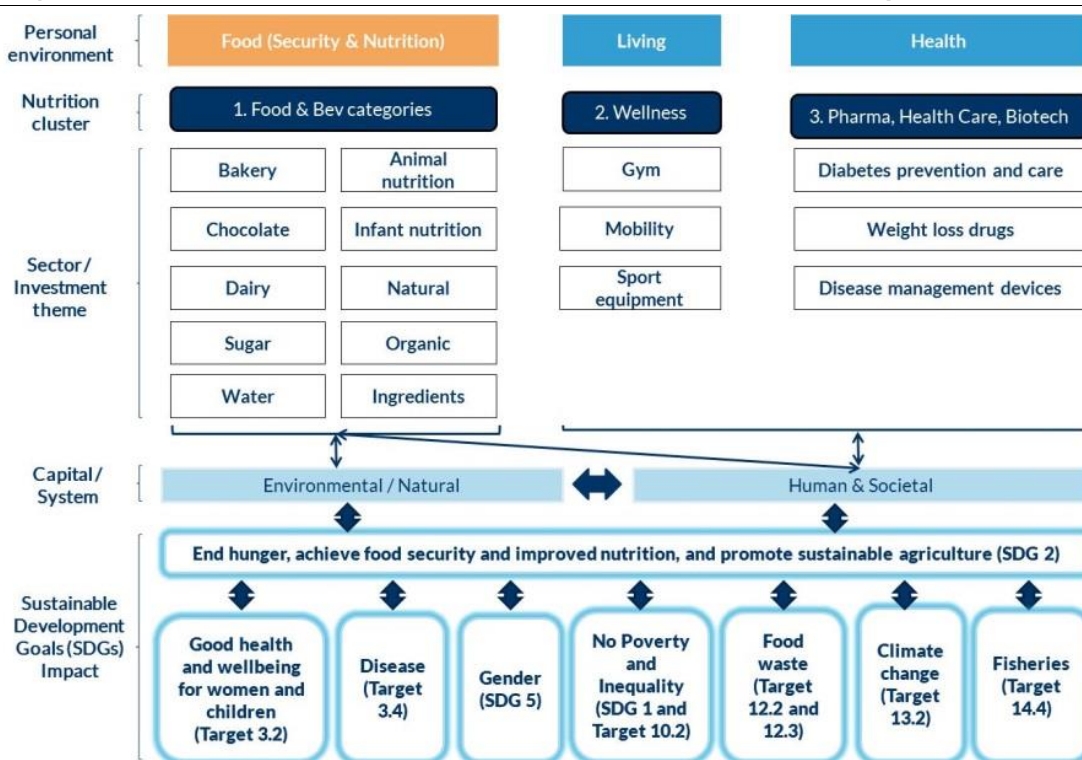 Personal
environment
Food (Security & Nutrition)
Living
Health
Nutrition
cluster
1. Food & Bev categories
2. Wellness
3. Pharma, Health Care, Biotech
Sector/
Investment
theme
Bakery
Animal
nutrition
Gym
Diabetes prevention and care
Chocolate
Infant nutrition
Mobility
Weight loss drugs
Dairy
Natural
Sport
equipment
Disease management devices
Sugar
Organic
Water
Ingredients
Capital/
System
Environmental / Natural
Human & Societal
Sustainable
Development
Goals (SDGs)
Impact
End hunger, achieve food security and improved nutrition, and promote sustainable agriculture (SDG 2)
Good health
and wellbeing
for women and
children
(Target 3.2)
Disease
(Target
3.4)
Gender
(SDG 5)
No Poverty
and
Inequality
(SDG 1 and
Target 10.2)
Food
waste
(Target
12.2 and
12.3)
Climate
change
(Target
13.2)
Fisheries
(Target
14.4)